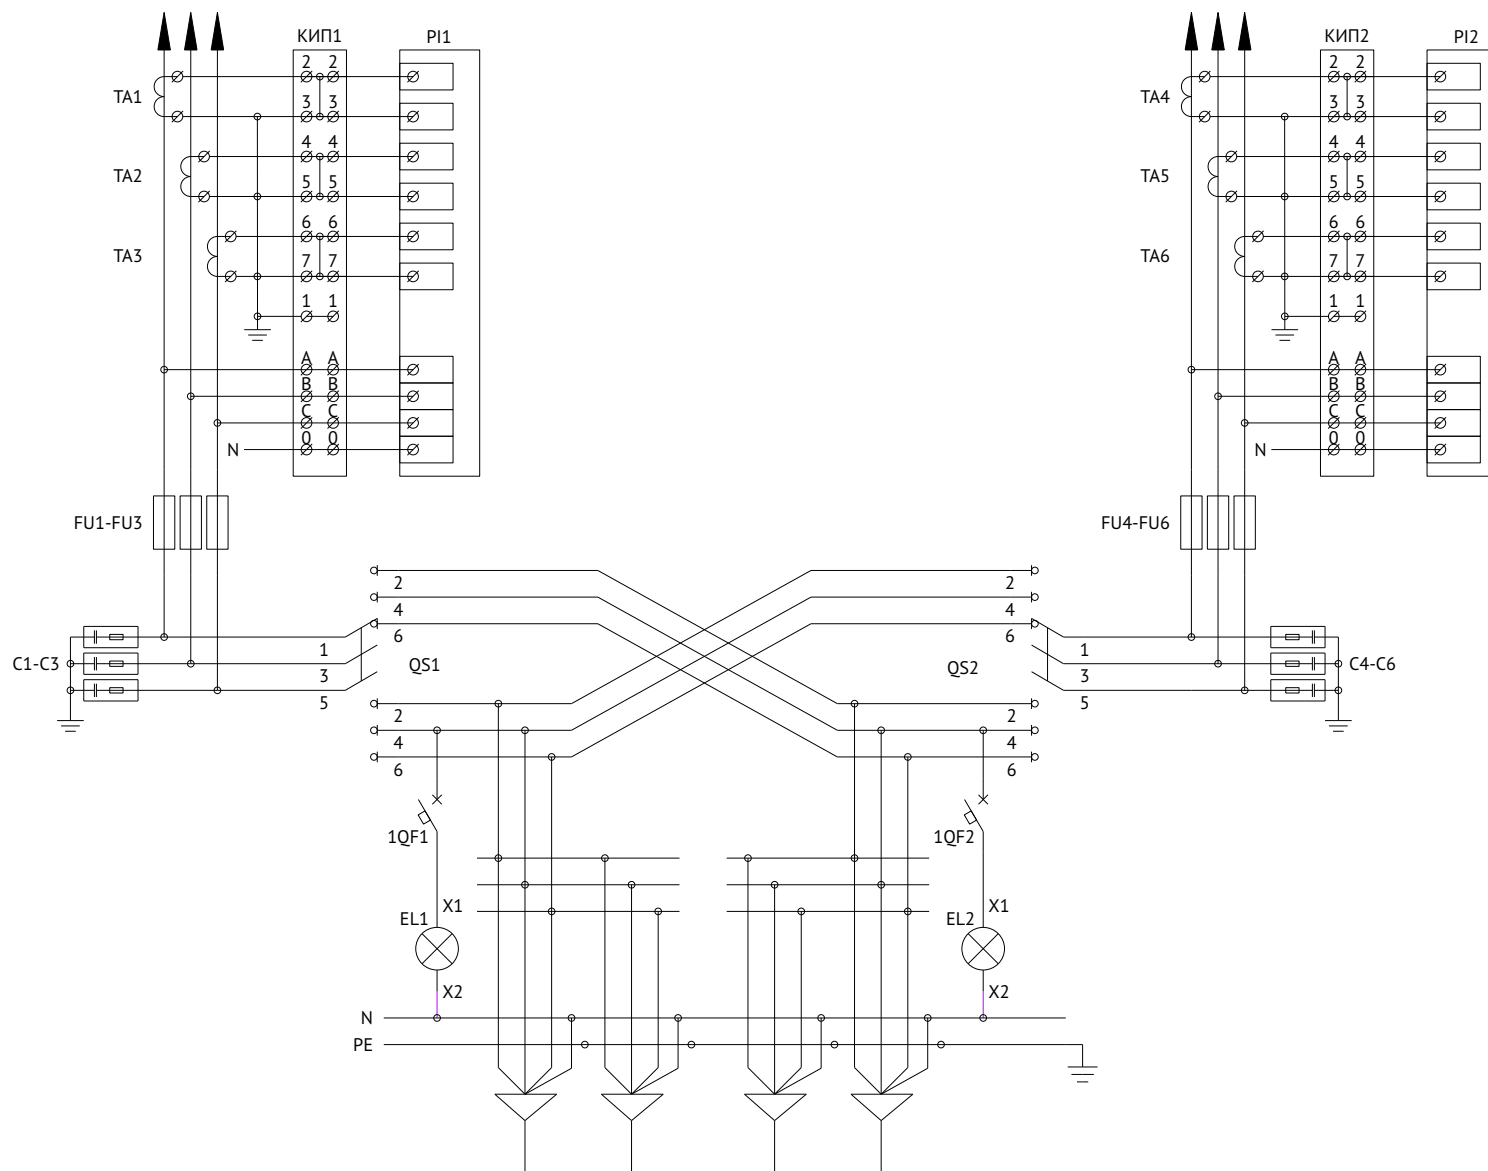 КИП1 PI1 КИП2 PI2
2 2 2 2
TA1 TA4
3 3 3 3
4 4 4 4
TA2 TA5
5 5 5 5
6 6 6 6
TA3 TA6
7 7 7 7
1 1 1 1
A A A A
B B B B
C C C C
0 0 0 0
N N
FU1-FU3 FU4-FU6
2 2
4 4
6 6
1 1
C1-C3 QS1 QS2 C4-C6
3 3
5 5
2 2
4 4
6 6
1QF1 1QF2
X1 X1
EL1 EL2
X2 X2
N
PE